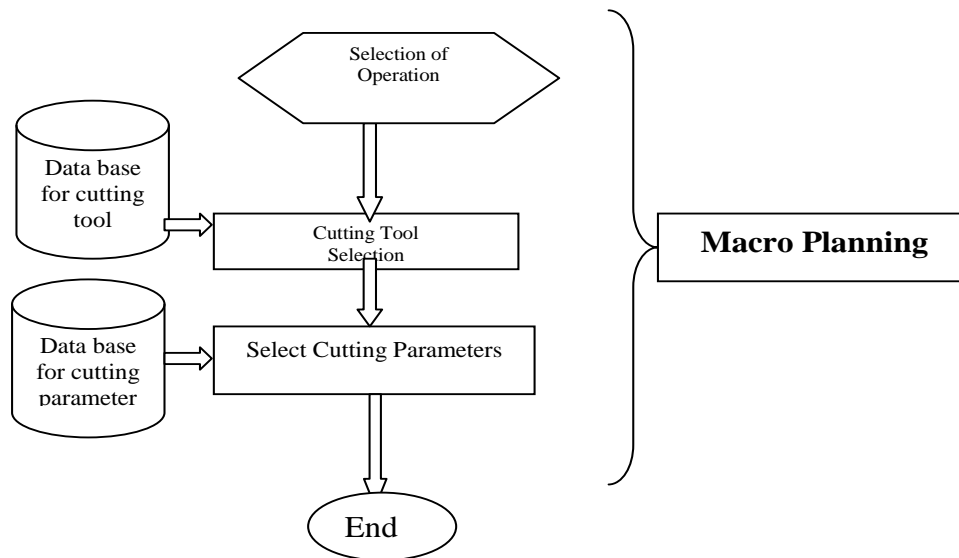 Selection of
Operation
Data base
for cutting
tool
Cutting Tool
Selection
Macro Planning
Data base
for cutting
parameter
Select Cutting Parameters
End